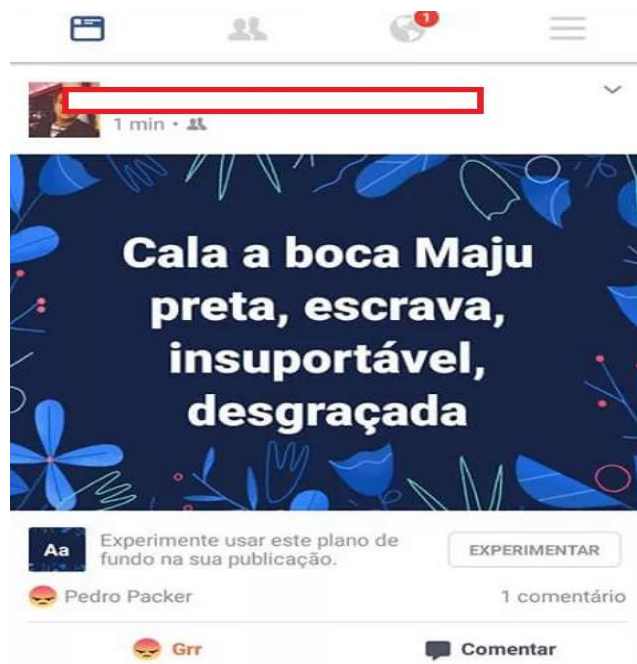 1
1 min
Cala a boca Maju
preta, escrava,
insuportável,
desgraçada
Aa
Experimente usar este plano de
fundo na sua publicação.
EXPERIMENTAR
Pedro Packer
1 comentário
Grr
Comentar